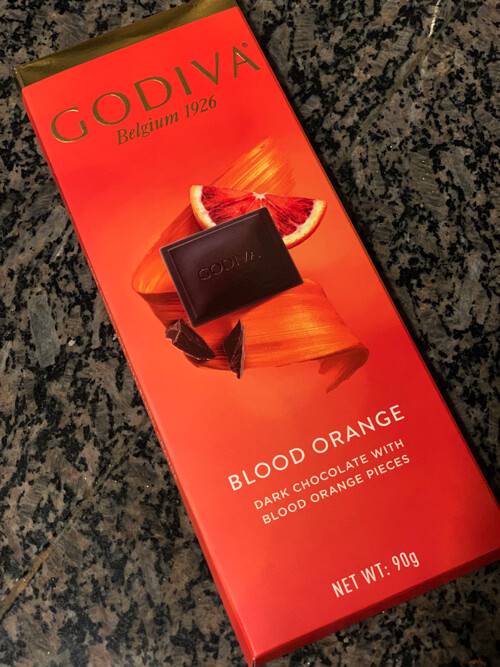 GODIVA
Belgium 1926
GODIVA
BLOOD ORANGE
DARK CHOCOLATE WITH
BLOOD ORANGE PIECES
NET WT: 90g